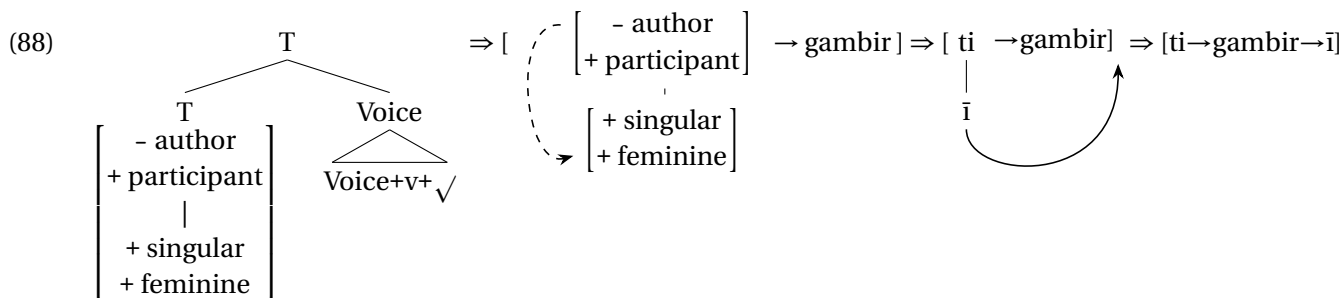 (88) T ⇒ [ [ – author → gambir ] ⇒ [ ti →gambir] ⇒ [ti→gambir→ī]
+ participant ]
T Voice ī
[ – author [ + singular
+ participant + feminine ]
Voice+v+√
+ singular
+ feminine ]